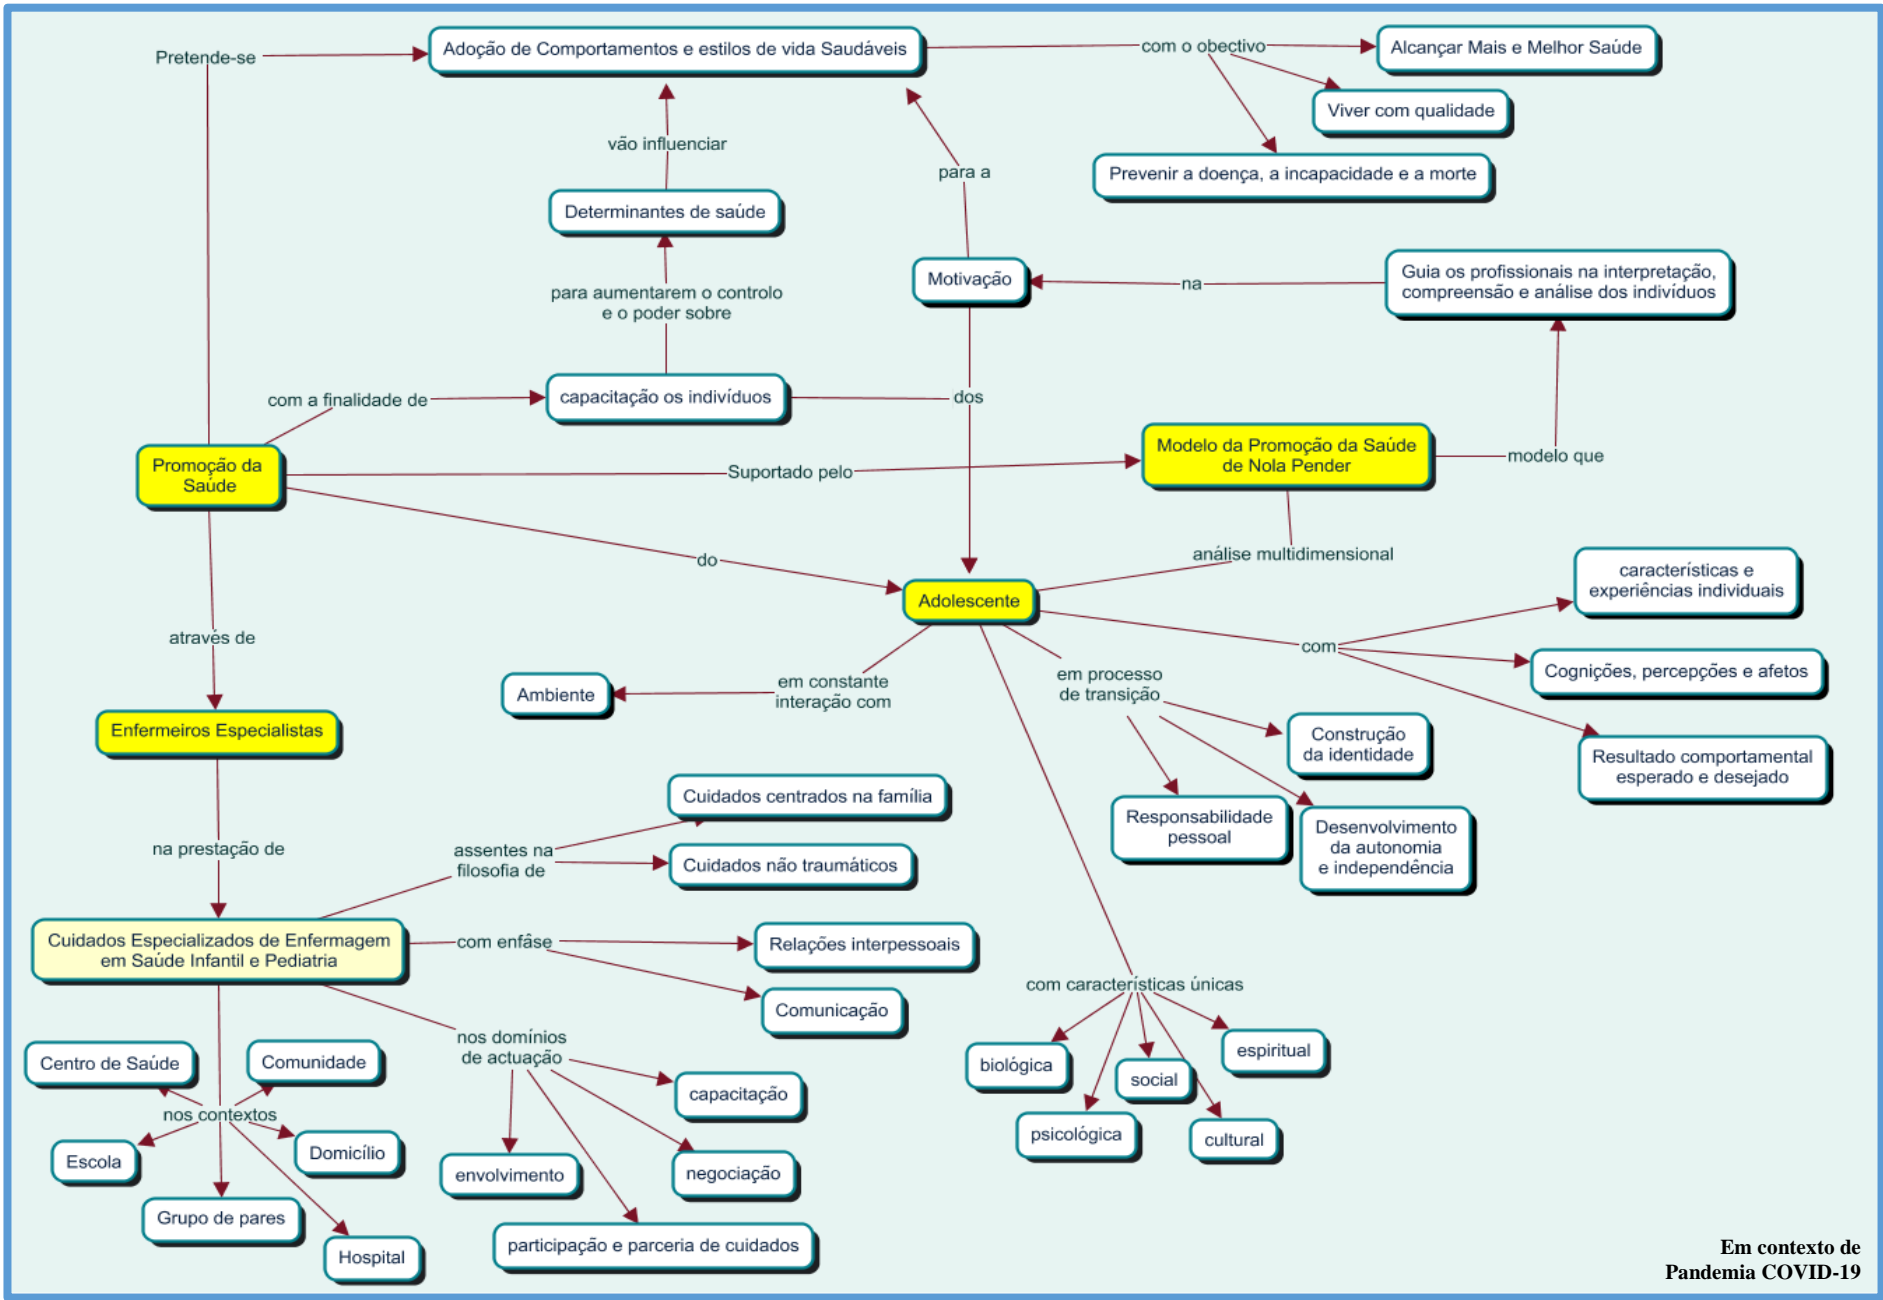 Pretende-se
Adoção de Comportamentos e estilos de vida Saudáveis
com o obectivo
Alcançar Mais e Melhor Saúde
Viver com qualidade
Prevenir a doença, a incapacidade e a morte
vão influenciar
para a
Determinantes de saúde
Motivação
na
Guia os profissionais na interpretação,
compreensão e análise dos indivíduos
para aumentarem o controlo
e o poder sobre
com a finalidade de
capacitação os indivíduos
dos
Promoção da
Saúde
Suportado pelo
Modelo da Promoção da Saúde
de Nola Pender
modelo que
do
análise multidimensional
Adolescente
características e
experiências individuais
com
Cognições, percepções e afetos
Resultado comportamental
esperado e desejado
através de
Ambiente
em constante
interação com
em processo
de transição
Construção
da identidade
Responsabilidade
pessoal
Desenvolvimento
da autonomia
e independência
Enfermeiros Especialistas
na prestação de
assentes na
filosofia de
Cuidados centrados na família
Cuidados não traumáticos
Cuidados Especializados de Enfermagem
em Saúde Infantil e Pediatria
com enfâse
Relações interpessoais
Comunicação
com características únicas
biológica
psicológica
social
cultural
espiritual
nos domínios
de actuação
capacitação
negociação
envolvimento
participação e parceria de cuidados
Centro de Saúde
Comunidade
nos contextos
Escola
Domicílio
Grupo de pares
Hospital
Em contexto de
Pandemia COVID-19